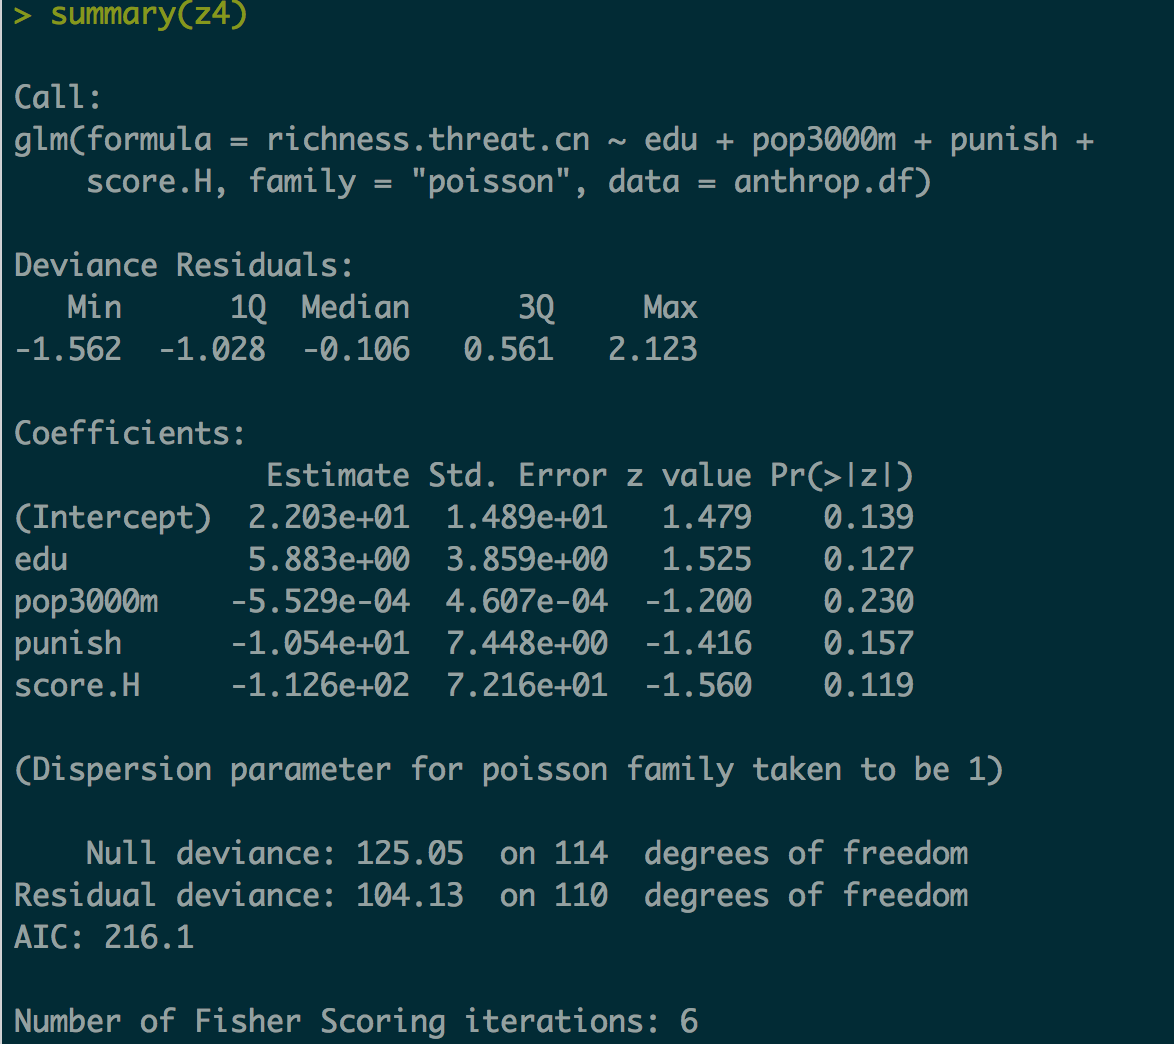 > summary(z4)
Call:
glm(formula = richness.threat.cn ~ edu + pop3000m + punish +
    score.H, family = "poisson", data = anthrop.df)
Deviance Residuals:
   Min      1Q  Median      3Q     Max
-1.562  -1.028  -0.106   0.561   2.123
Coefficients:
              Estimate Std. Error z value Pr(>|z|)
(Intercept)  2.203e+01  1.489e+01   1.479    0.139
edu          5.883e+00  3.859e+00   1.525    0.127
pop3000m    -5.529e-04  4.607e-04  -1.200    0.230
punish      -1.054e+01  7.448e+00  -1.416    0.157
score.H     -1.126e+02  7.216e+01  -1.560    0.119
(Dispersion parameter for poisson family taken to be 1)
    Null deviance: 125.05  on 114  degrees of freedom
Residual deviance: 104.13  on 110  degrees of freedom
AIC: 216.1
Number of Fisher Scoring iterations: 6